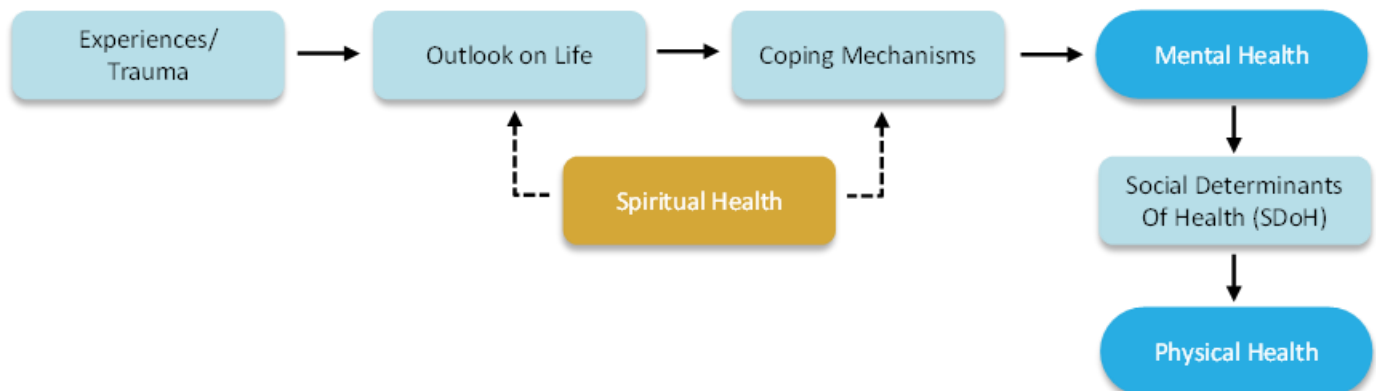 Experiences/
Trauma
Outlook on Life
Coping Mechanisms
Mental Health
Spiritual Health
Social Determinants
Of Health (SDoH)
Physical Health